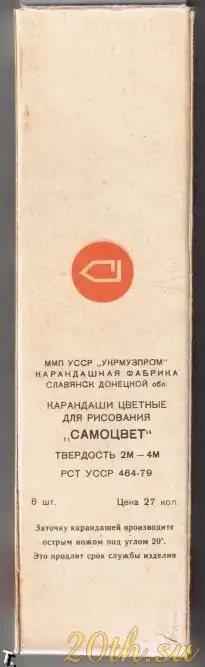 ММП УССР „УКРМУЗПРОМ"
КАРАНДАШНАЯ ФАБРИКА
СЛАВЯНСК ДОНЕЦКОЙ обл.
КАРАНДАШИ ЦВЕТНЫЕ
ДЛЯ РИСОВАНИЯ
„САМОЦВЕТ"
ТВЕРДОСТЬ 2М — 4М
РСТ УССР 464-79
6 шт. Цена 27 коп.
Заточку карандашей производите
острым ножом под углом 20°.
Это продлит срок службы изделия
20th.su